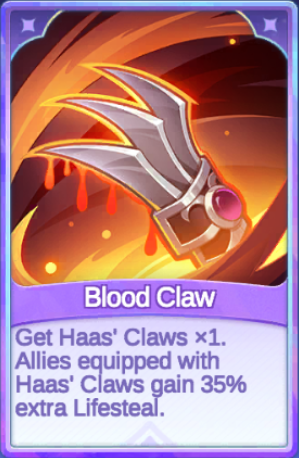 Blood Claw
Get Haas' Claws ×1.
Allies equipped with
Haas' Claws gain 35%
extra Lifesteal.